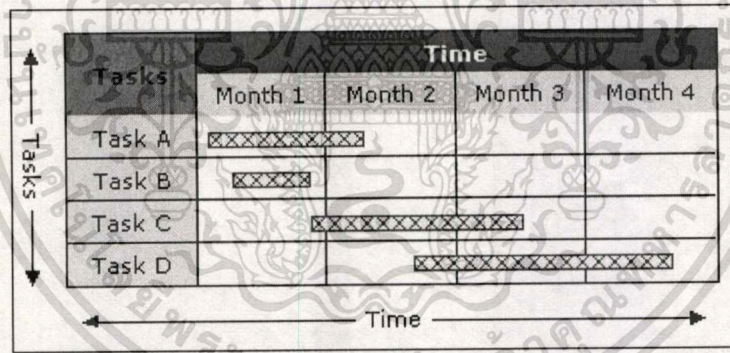 Time
Tasks
Month 1 Month 2 Month 3 Month 4
Task A
Task B
Task C
Task D
Tasks
Time